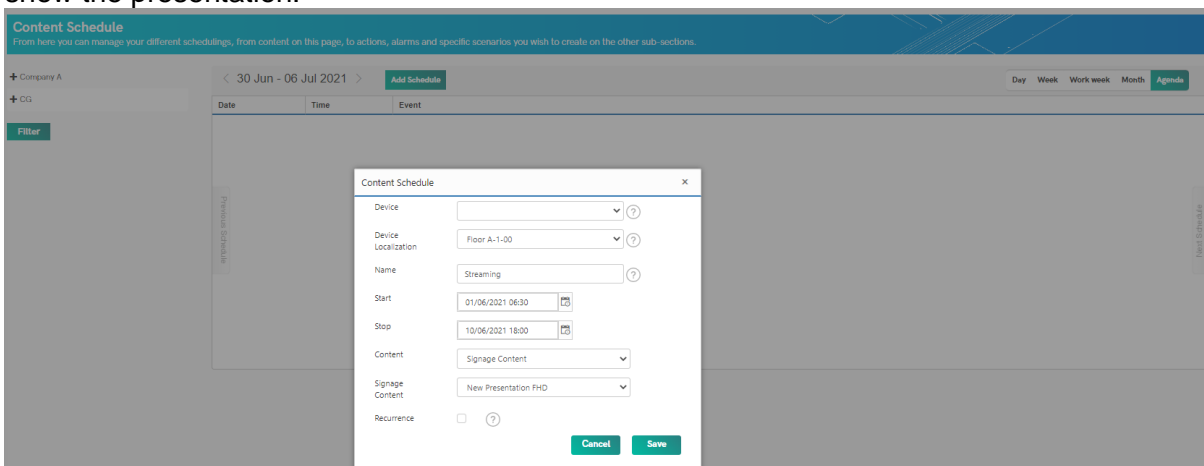 show the presentation.
Content Schedule
From here you can manage your different schedulings, from content on this page, to actions, alarms and specific scenarios you wish to create on the other sub-sections.
+ Company A
+ CG
Filter
< 30 Jun - 06 Jul 2021 >
Add Schedule
Day Week Work week Month Agenda
Date Time Event
Previous Schedule
Next Schedule
Content Schedule ×
Device ?
Device Localization
Floor A-1-00 ?
Name Streaming ?
Start 01/06/2021 06:30
Stop 10/06/2021 18:00
Content Signage Content
Signage Content
New Presentation FHD
Recurrence ?
Cancel Save